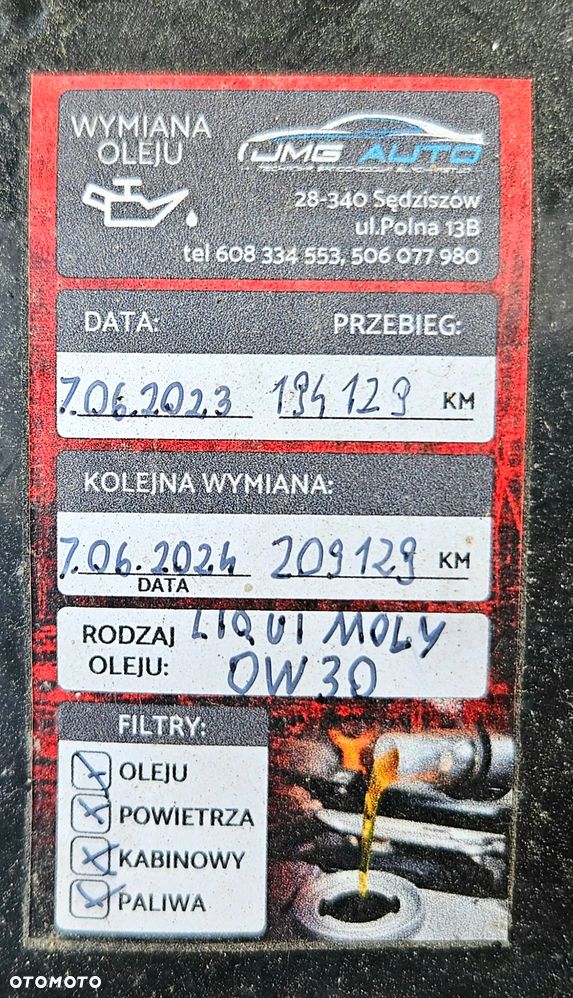 WYMIANA
OLEJU
JMG AUTO
28-340 Sędziszów
ul.Polna 13B
tel 608 334 553, 506 077 980
DATA: PRZEBIEG:
7.06.2023 194129 KM
KOLEJNA WYMIANA:
7.06.2024 209129 KM
DATA
RODZAJ LIQUI MOLY
OLEJU: 0W30
FILTRY:
OLEJU
POWIETRZA
KABINOWY
PALIWA
OTOMOTO